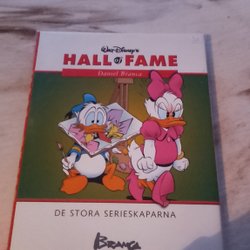 Walt Disney's
HALL of FAME
Daniel Branca
DE STORA SERIESKAPARNA
BRANCA